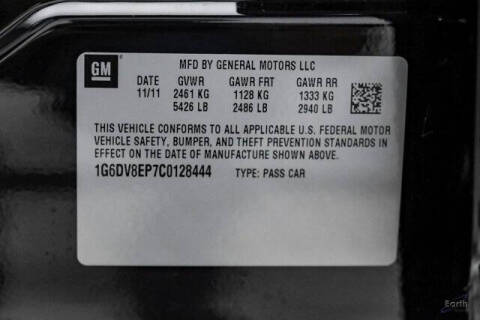 GM
MFD BY GENERAL MOTORS LLC
DATE GVWR GAWR FRT GAWR RR
11/11 2461 KG 1128 KG 1333 KG
5426 LB 2486 LB 2940 LB
THIS VEHICLE CONFORMS TO ALL APPLICABLE U.S. FEDERAL MOTOR
VEHICLE SAFETY, BUMPER, AND THEFT PREVENTION STANDARDS IN
EFFECT ON THE DATE OF MANUFACTURE SHOWN ABOVE.
1G6DV8EP7C0128444 TYPE: PASS CAR
Earth